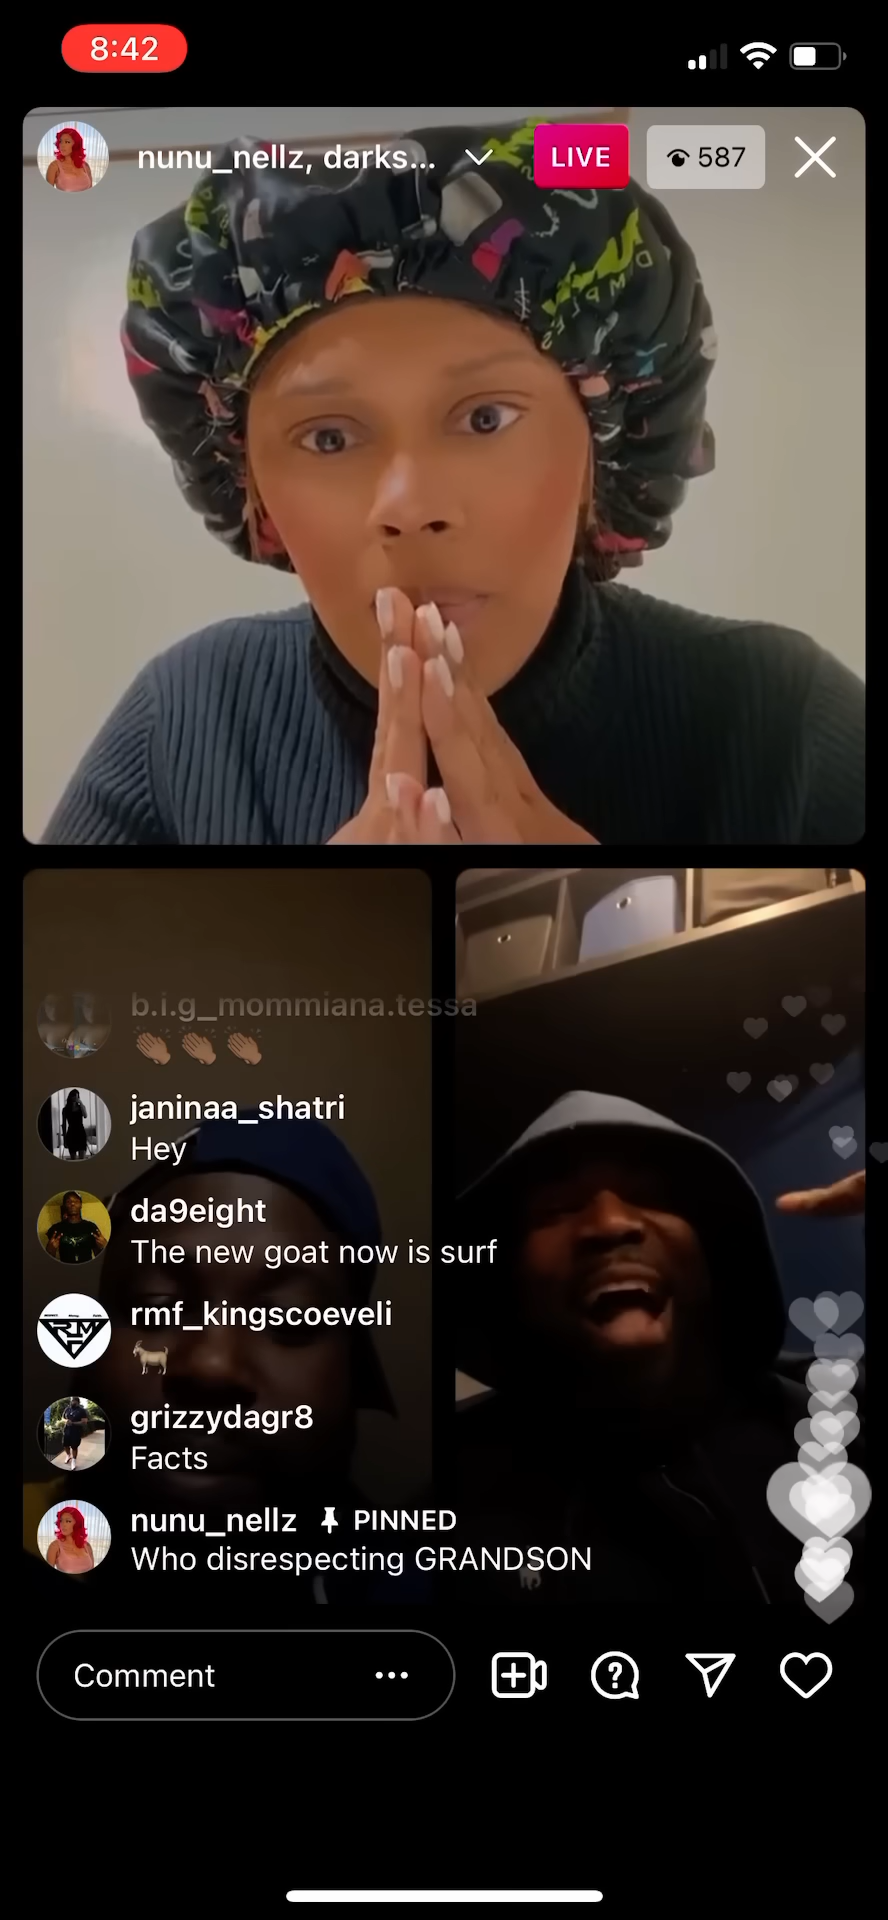 8:42
nunu_nellz, darks...
LIVE
587
b.i.g_mommiana.tessa
👏🏽👏🏽👏🏽
janinaa_shatri
Hey
da9eight
The new goat now is surf
rmf_kingscoeveli
🐐
grizzydagr8
Facts
nunu_nellz PINNED
Who disrespecting GRANDSON
Comment ...